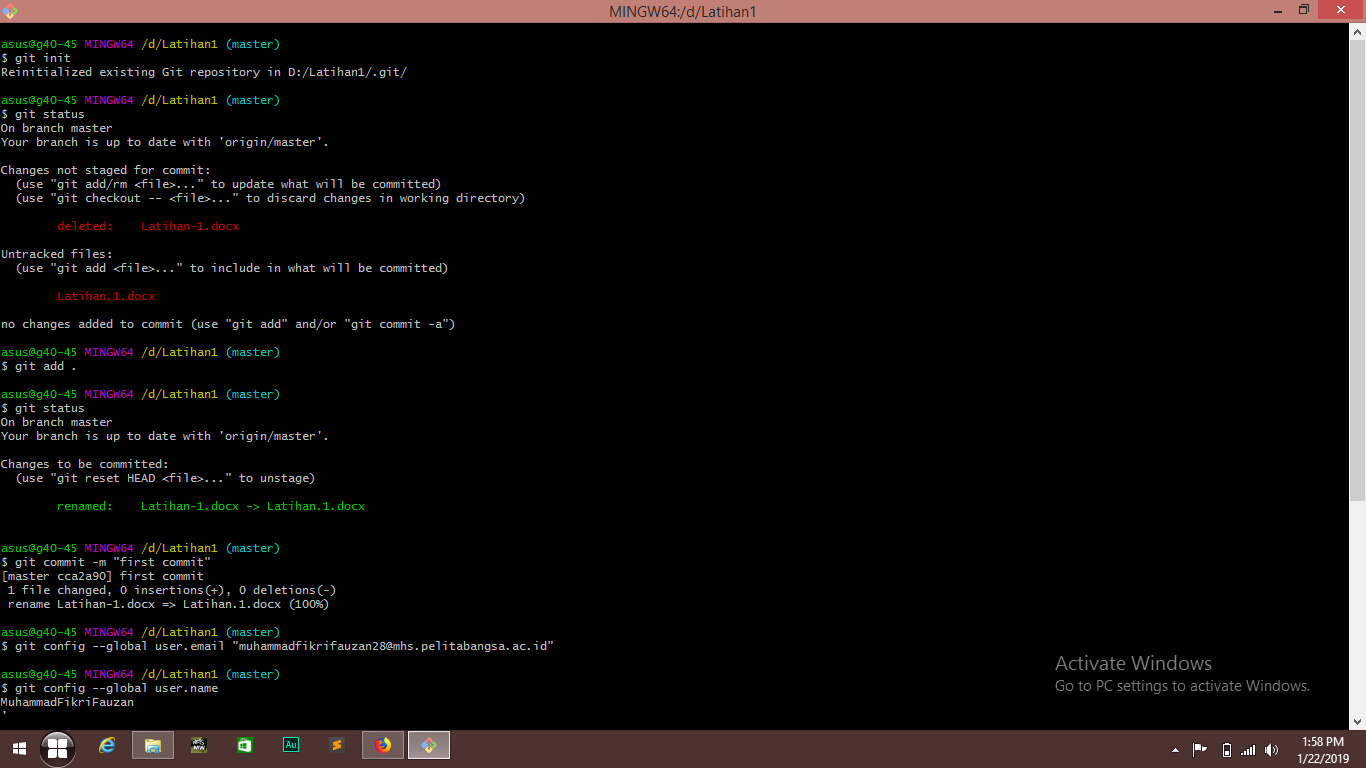 MINGW64:/d/Latihan1
asus@g40-45 MINGW64 /d/Latihan1 (master)
$ git init
Reinitialized existing Git repository in D:/Latihan1/.git/
asus@g40-45 MINGW64 /d/Latihan1 (master)
$ git status
On branch master
Your branch is up to date with 'origin/master'.
Changes not staged for commit:
  (use "git add/rm <file>..." to update what will be committed)
  (use "git checkout -- <file>..." to discard changes in working directory)
        deleted:    Latihan-1.docx
Untracked files:
  (use "git add <file>..." to include in what will be committed)
        Latihan.1.docx
no changes added to commit (use "git add" and/or "git commit -a")
asus@g40-45 MINGW64 /d/Latihan1 (master)
$ git add .
asus@g40-45 MINGW64 /d/Latihan1 (master)
$ git status
On branch master
Your branch is up to date with 'origin/master'.
Changes to be committed:
  (use "git reset HEAD <file>..." to unstage)
        renamed:    Latihan-1.docx -> Latihan.1.docx
asus@g40-45 MINGW64 /d/Latihan1 (master)
$ git commit -m "first commit"
[master cca2a90] first commit
 1 file changed, 0 insertions(+), 0 deletions(-)
 rename Latihan-1.docx => Latihan.1.docx (100%)
asus@g40-45 MINGW64 /d/Latihan1 (master)
$ git config --global user.email "muhammadfikrifauzan28@mhs.pelitabangsa.ac.id"
asus@g40-45 MINGW64 /d/Latihan1 (master)
$ git config --global user.name
MuhammadFikriFauzan
'
Activate Windows
Go to PC settings to activate Windows.
Au
1:58 PM
1/22/2019